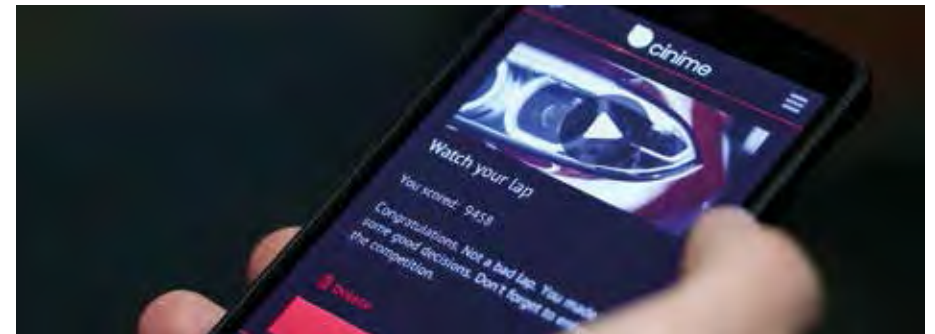 cinime
Watch your lap
You scored: 9458
Congratulations. Not a bad lap. You made
some good decisions. Don't forget to
the competition.
Delete